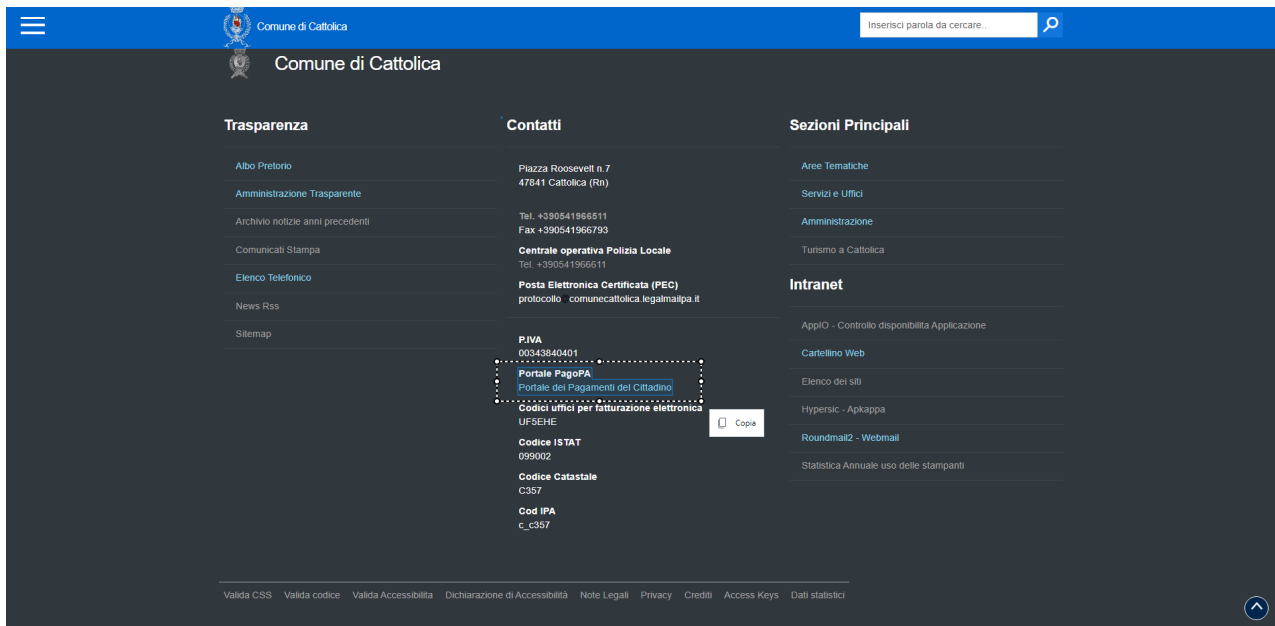 Comune di Cattolica
Inserisci parola da cercare..
Comune di Cattolica
Trasparenza
Albo Pretorio
Amministrazione Trasparente
Archivio notizie anni precedenti
Comunicati Stampa
Elenco Telefonico
News Rss
Sitemap
Contatti
Piazza Roosevelt n.7
47841 Cattolica (Rn)
Tel. +390541966511
Fax +390541966793
Centrale operativa Polizia Locale
Tel. +390541966611
Posta Elettronica Certificata (PEC)
protocollo comunecattolica.legalmailpa.it
P.IVA
00343840401
Portale PagoPA
Portale dei Pagamenti del Cittadino
Codici uffici per fatturazione elettronica
UF5EHE
Copia
Codice ISTAT
099002
Codice Catastale
C357
Cod IPA
c_c357
Sezioni Principali
Aree Tematiche
Servizi e Uffici
Amministrazione
Turismo a Cattolica
Intranet
AppIO - Controllo disponibilita Applicazione
Cartellino Web
Elenco dei siti
Hypersic - Apkappa
Roundmail2 - Webmail
Statistica Annuale uso delle stampanti
Valida CSS Valida codice Valida Accessibilita Dichiarazione di Accessibilità Note Legali Privacy Crediti Access Keys Dati statistici